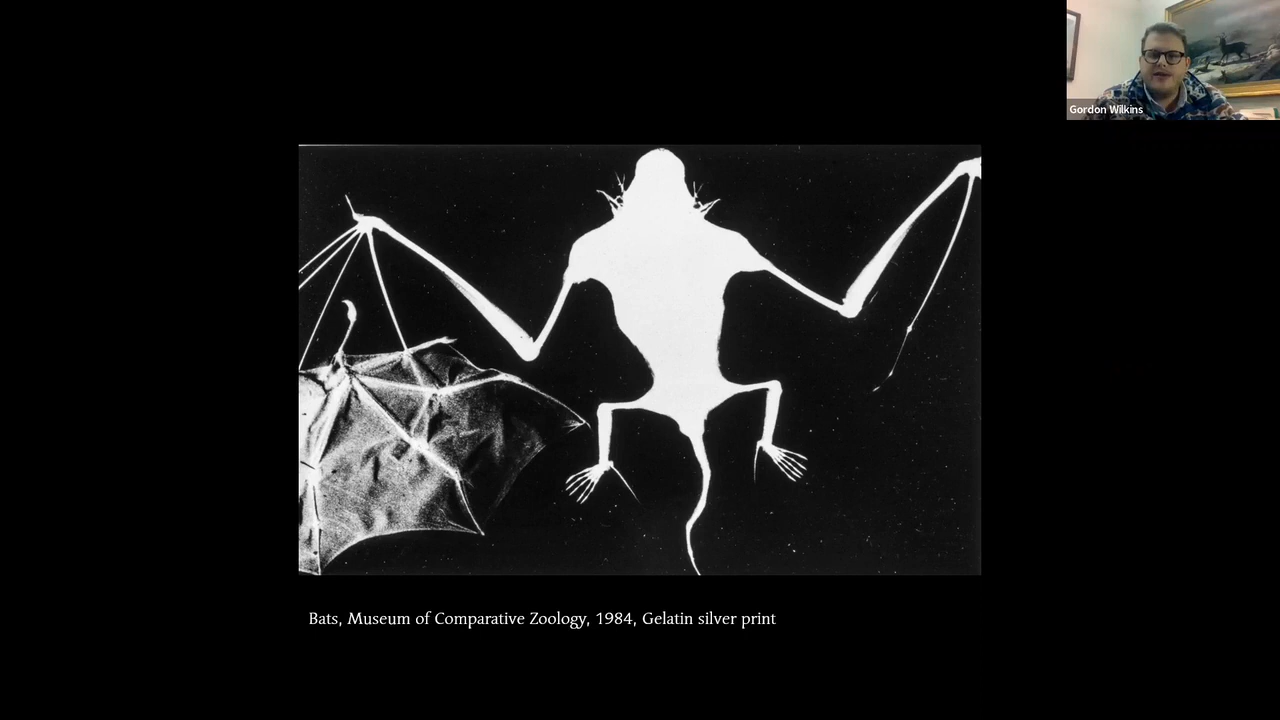 Gordon Wilkins
Bats, Museum of Comparative Zoology, 1984, Gelatin silver print